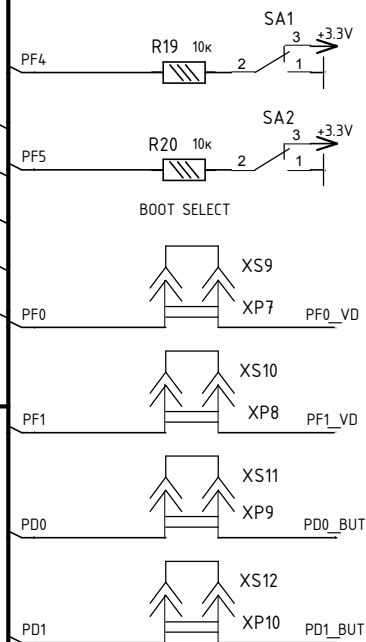 SA1
R19 10к 3 +3.3V
PF4 2 1
SA2
R20 10к 3 +3.3V
PF5 2 1
BOOT SELECT
XS9
XP7
PF0 PF0_VD
XS10
XP8
PF1 PF1_VD
XS11
XP9
PD0 PD0_BUT
XS12
XP10
PD1 PD1_BUT